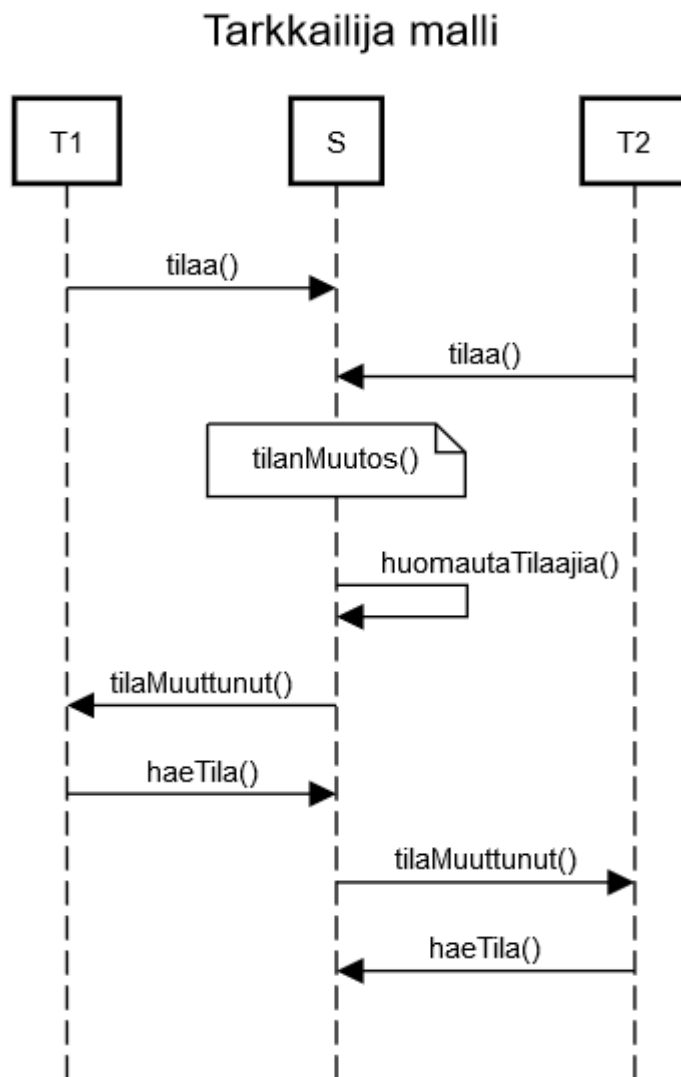 Tarkkailija malli
T1
S
T2
tilaa()
tilaa()
tilanMuutos()
huomautaTilaajia()
tilaMuuttunut()
haeTila()
tilaMuuttunut()
haeTila()